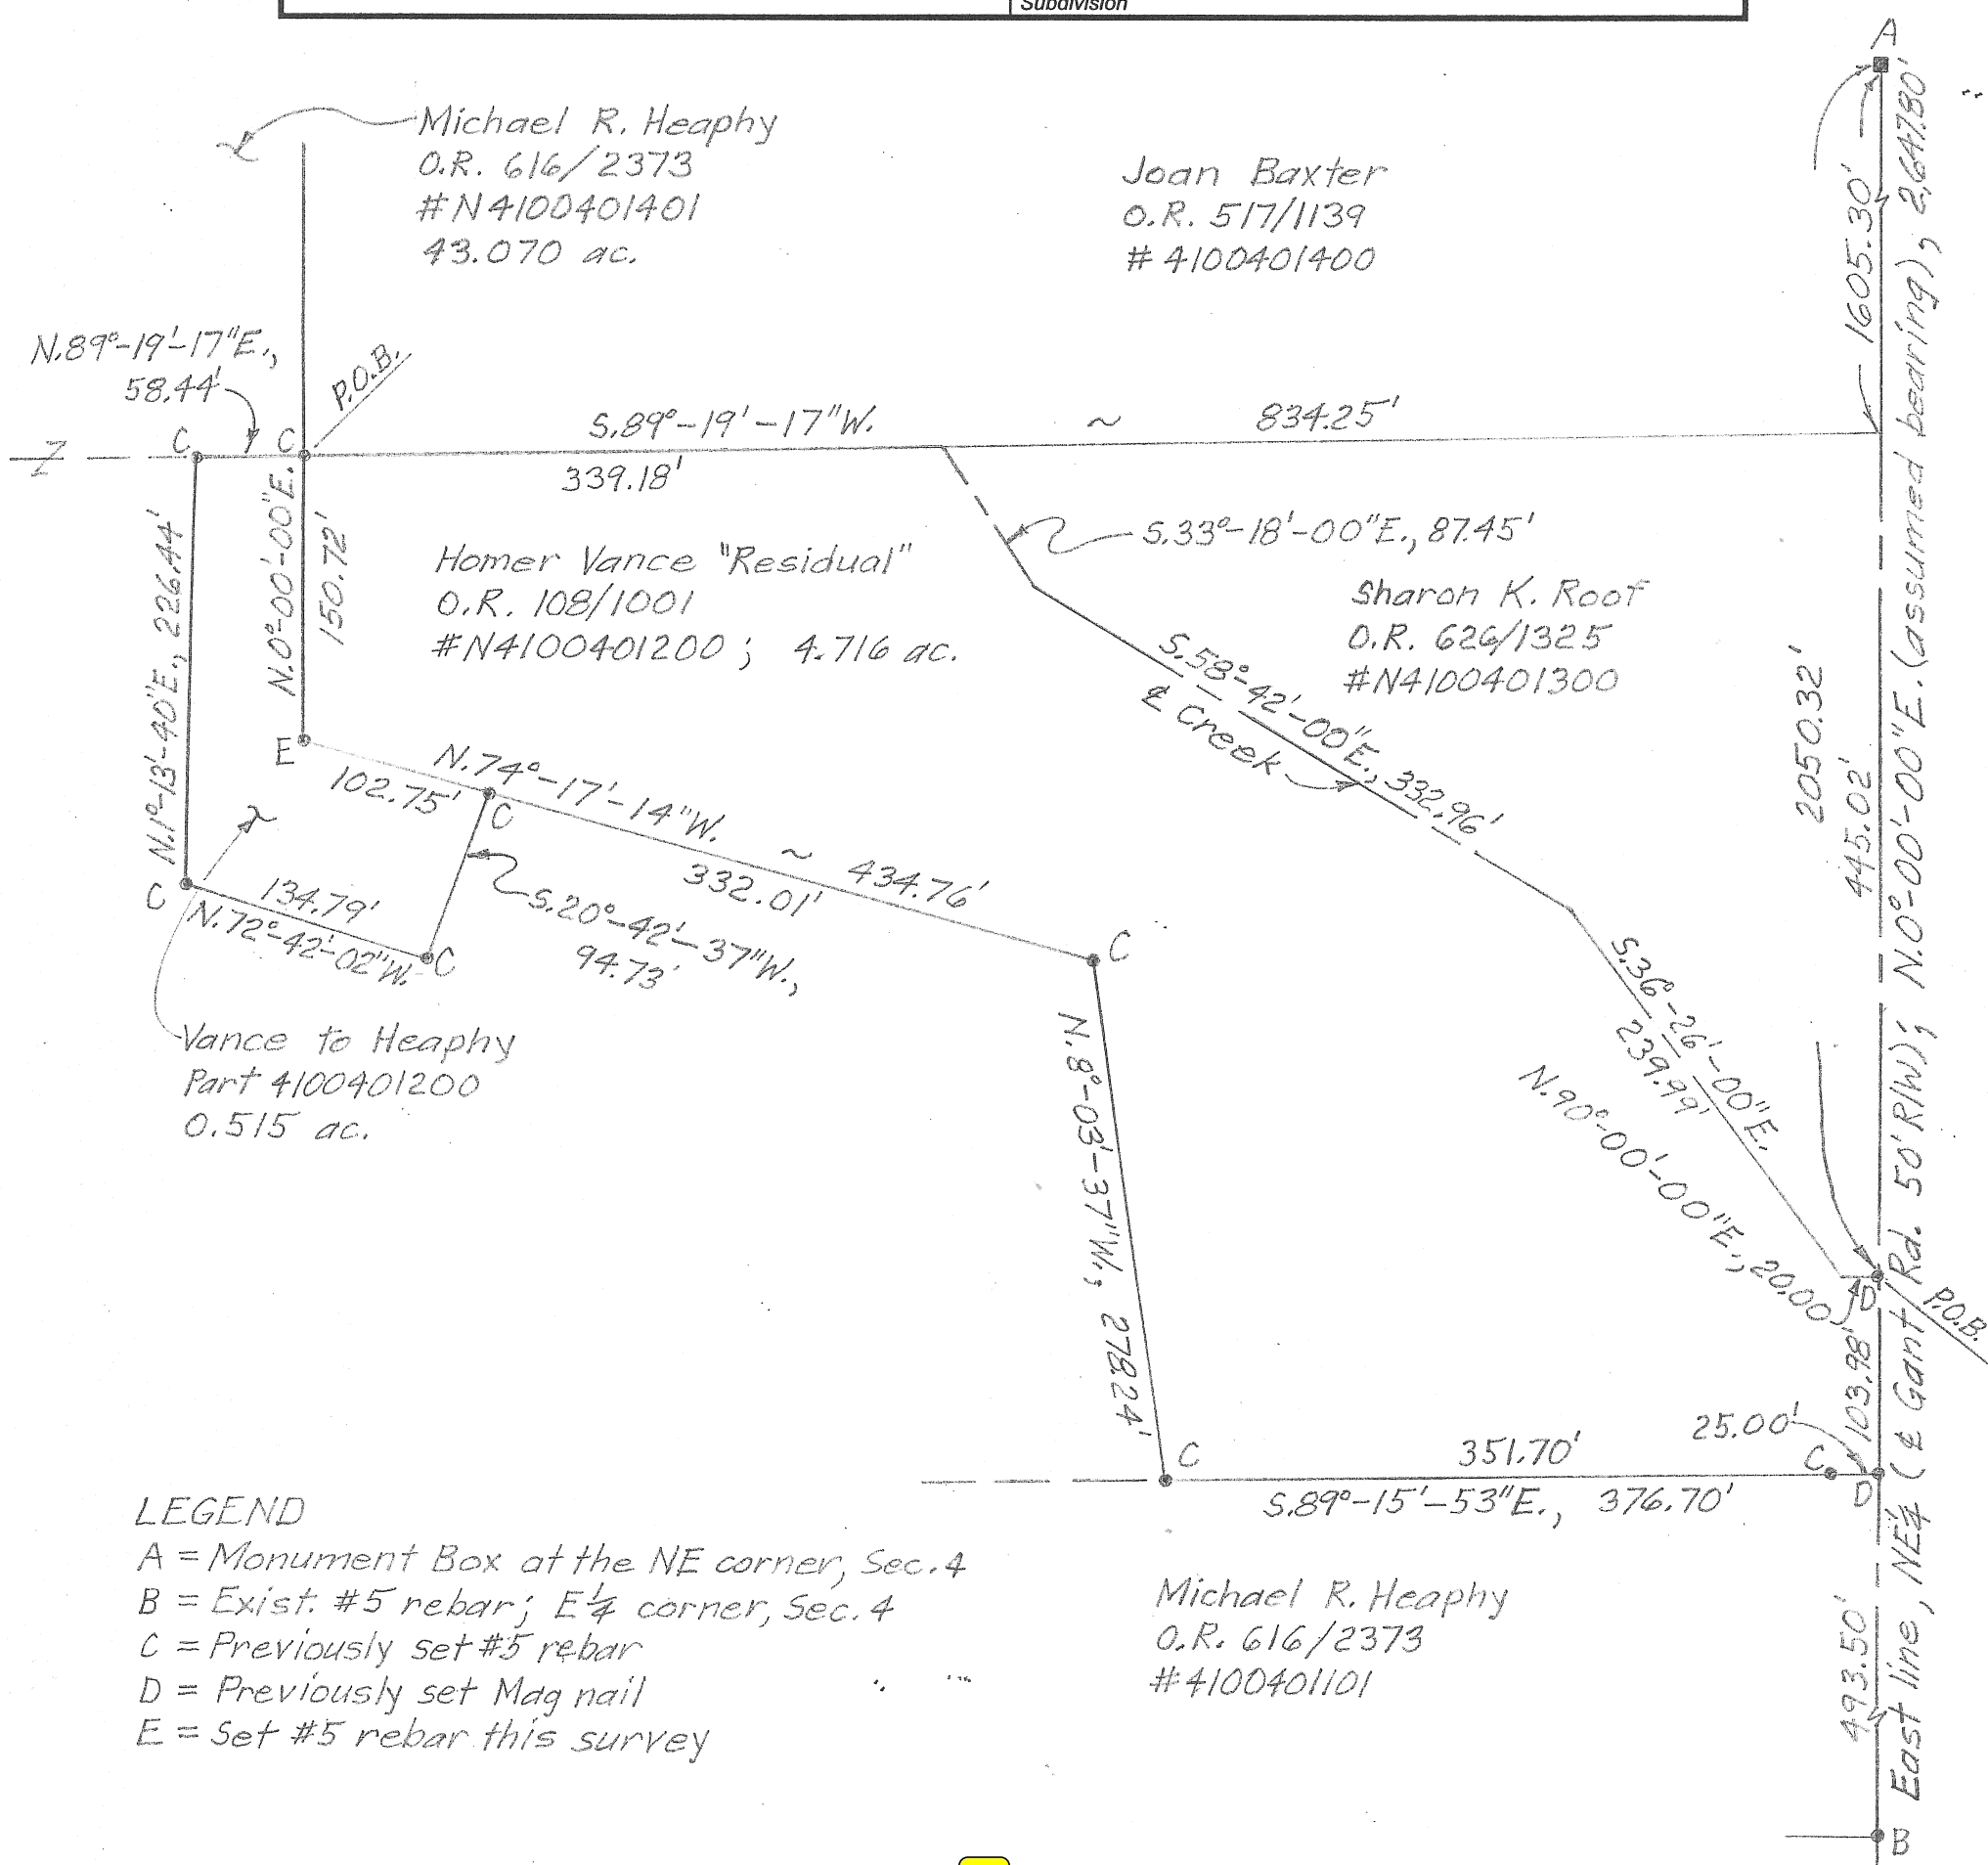 Subdivision
A
Michael R. Heaphy
O.R. 616/2373
#N4100401401
43.070 ac.
Joan Baxter
O.R. 517/1139
#4100401400
1605.30'
N.89°-19'-17"E.,
58.44'
P.O.B.
C
C
S.89°-19'-17"W. ~ 834.25'
339.18'
N.1°-13'-40"E., 226.44'
N.0°-00'-00"E.
150.72'
Homer Vance "Residual"
O.R. 108/1001
#N4100401200; 4.716 ac.
S.33°-18'-00"E., 87.45'
Sharon K. Roof
O.R. 626/1325
#N4100401300
S.58°-42'-00"E., 332.96'
℄ Creek
2050.32'
445.02'
E
N.74°-17'-14"W. ~ 434.76'
102.75'
C
332.01'
C
134.79'
N.72°-42'-02"W.
C
S.20°-42'-37"W.,
94.73'
C
Vance to Heaphy
Part 4100401200
0.515 ac.
N.8°-03'-37"W., 278.24'
S.36°-26'-00"E.
239.99'
N.90°-00'-00"E., 20.00'
D
P.O.B.
103.98'
25.00'
C
351.70'
C
D
S.89°-15'-53"E., 376.70'
East line, NE¼ (℄ Gant Rd. 50' R/W); N.0°-00'-00"E. (assumed bearing), 2,647.80'
493.50'
LEGEND
A = Monument Box at the NE corner, Sec. 4
B = Exist. #5 rebar; E¼ corner, Sec. 4
C = Previously set #5 rebar
D = Previously set Mag nail
E = Set #5 rebar this survey
Michael R. Heaphy
O.R. 616/2373
#4100401101
B